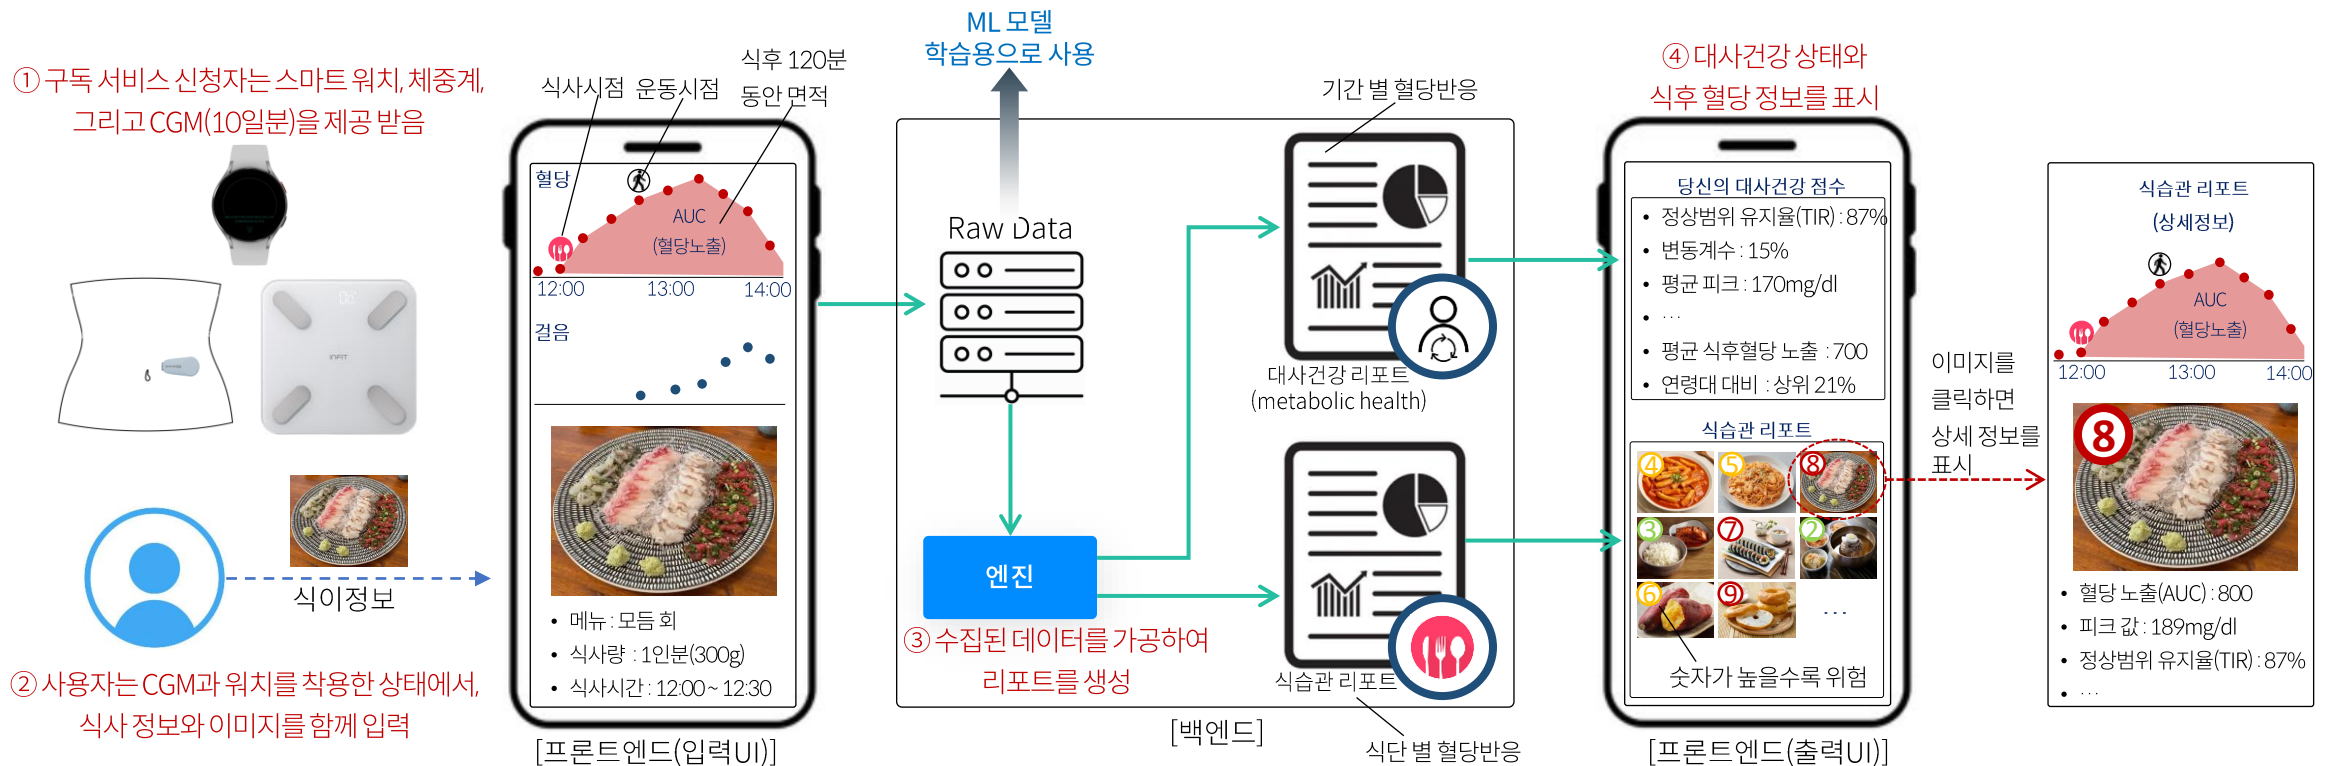 ① 구독 서비스 신청자는 스마트 워치, 체중계,
그리고 CGM(10일분)을 제공 받음
INFIT
식이정보
② 사용자는 CGM과 워치를 착용한 상태에서,
식사 정보와 이미지를 함께 입력
식사시점
운동시점
식후 120분
동안 면적
혈당
AUC
(혈당노출)
12:00
13:00
14:00
걸음
• 메뉴 : 모듬 회
• 식사량 : 1인분(300g)
• 식사시간 : 12:00 ~ 12:30
[프론트엔드(입력UI)]
ML 모델
학습용으로 사용
Raw Data
엔진
③ 수집된 데이터를 가공하여
리포트를 생성
기간 별 혈당반응
대사건강 리포트
(metabolic health)
식습관 리포트
식단 별 혈당반응
[백엔드]
④ 대사건강 상태와
식후 혈당 정보를 표시
당신의 대사건강 점수
• 정상범위 유지율(TIR) : 87%
• 변동계수 : 15%
• 평균 피크 : 170mg/dl
• …
• 평균 식후혈당 노출 : 700
• 연령대 대비 : 상위 21%
식습관 리포트
④
⑤
⑧
③
⑦
②
⑥
⑨
…
숫자가 높을수록 위험
[프론트엔드(출력UI)]
이미지를
클릭하면
상세 정보를
표시
식습관 리포트
(상세정보)
AUC
(혈당노출)
12:00
13:00
14:00
⑧
• 혈당 노출(AUC) : 800
• 피크 값 : 189mg/dl
• 정상범위 유지율(TIR) : 87%
• …